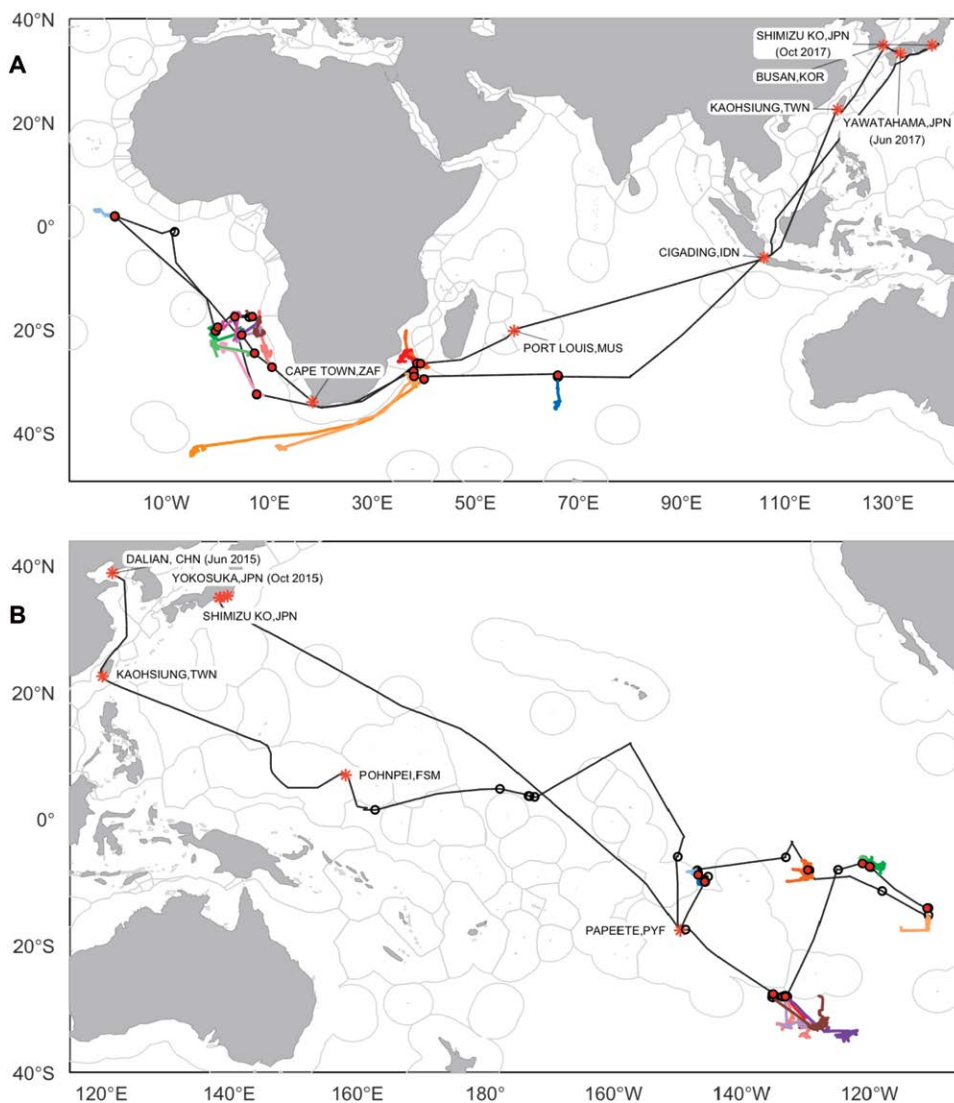 A
40°N
20°N
0°
20°S
40°S
SHIMIZU KO,JPN
(Oct 2017)
BUSAN,KOR
KAOHSIUNG,TWN
YAWATAHAMA,JPN
(Jun 2017)
CIGADING,IDN
PORT LOUIS,MUS
CAPE TOWN,ZAF
10°W
10°E
30°E
50°E
70°E
90°E
110°E
130°E
B
40°N
20°N
0°
20°S
40°S
DALIAN, CHN (Jun 2015)
YOKOSUKA,JPN (Oct 2015)
SHIMIZU KO,JPN
KAOHSIUNG,TWN
POHNPEI,FSM
PAPEETE,PYF
120°E
140°E
160°E
180°
160°W
140°W
120°W